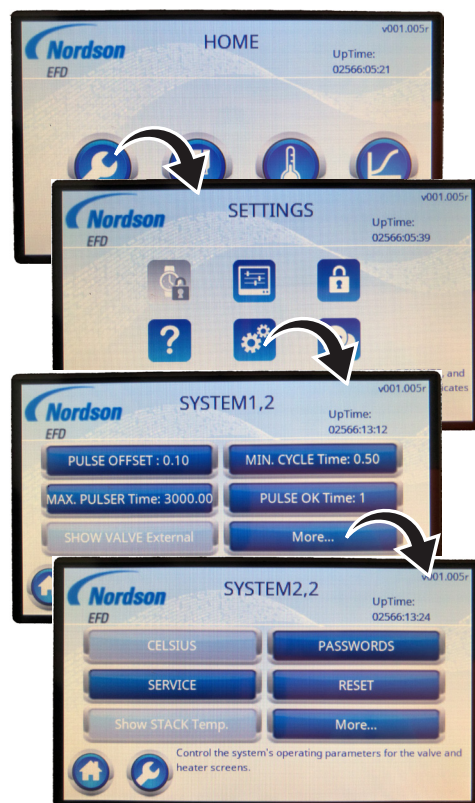 v001.005r
Nordson
EFD
HOME
UpTime:
02566:05:21
v001.005r
Nordson
EFD
SETTINGS
UpTime:
02566:05:39
?
, and
icates
v001.005r
Nordson
EFD
SYSTEM1,2
UpTime:
02566:13:12
PULSE OFFSET : 0.10
MIN. CYCLE Time: 0.50
MAX. PULSER Time: 3000.00
PULSE OK Time: 1
SHOW VALVE External
More...
v001.005r
Nordson
EFD
SYSTEM2,2
UpTime:
02566:13:24
CELSIUS
PASSWORDS
SERVICE
RESET
Show STACK Temp.
More...
Control the system's operating parameters for the valve and
heater screens.